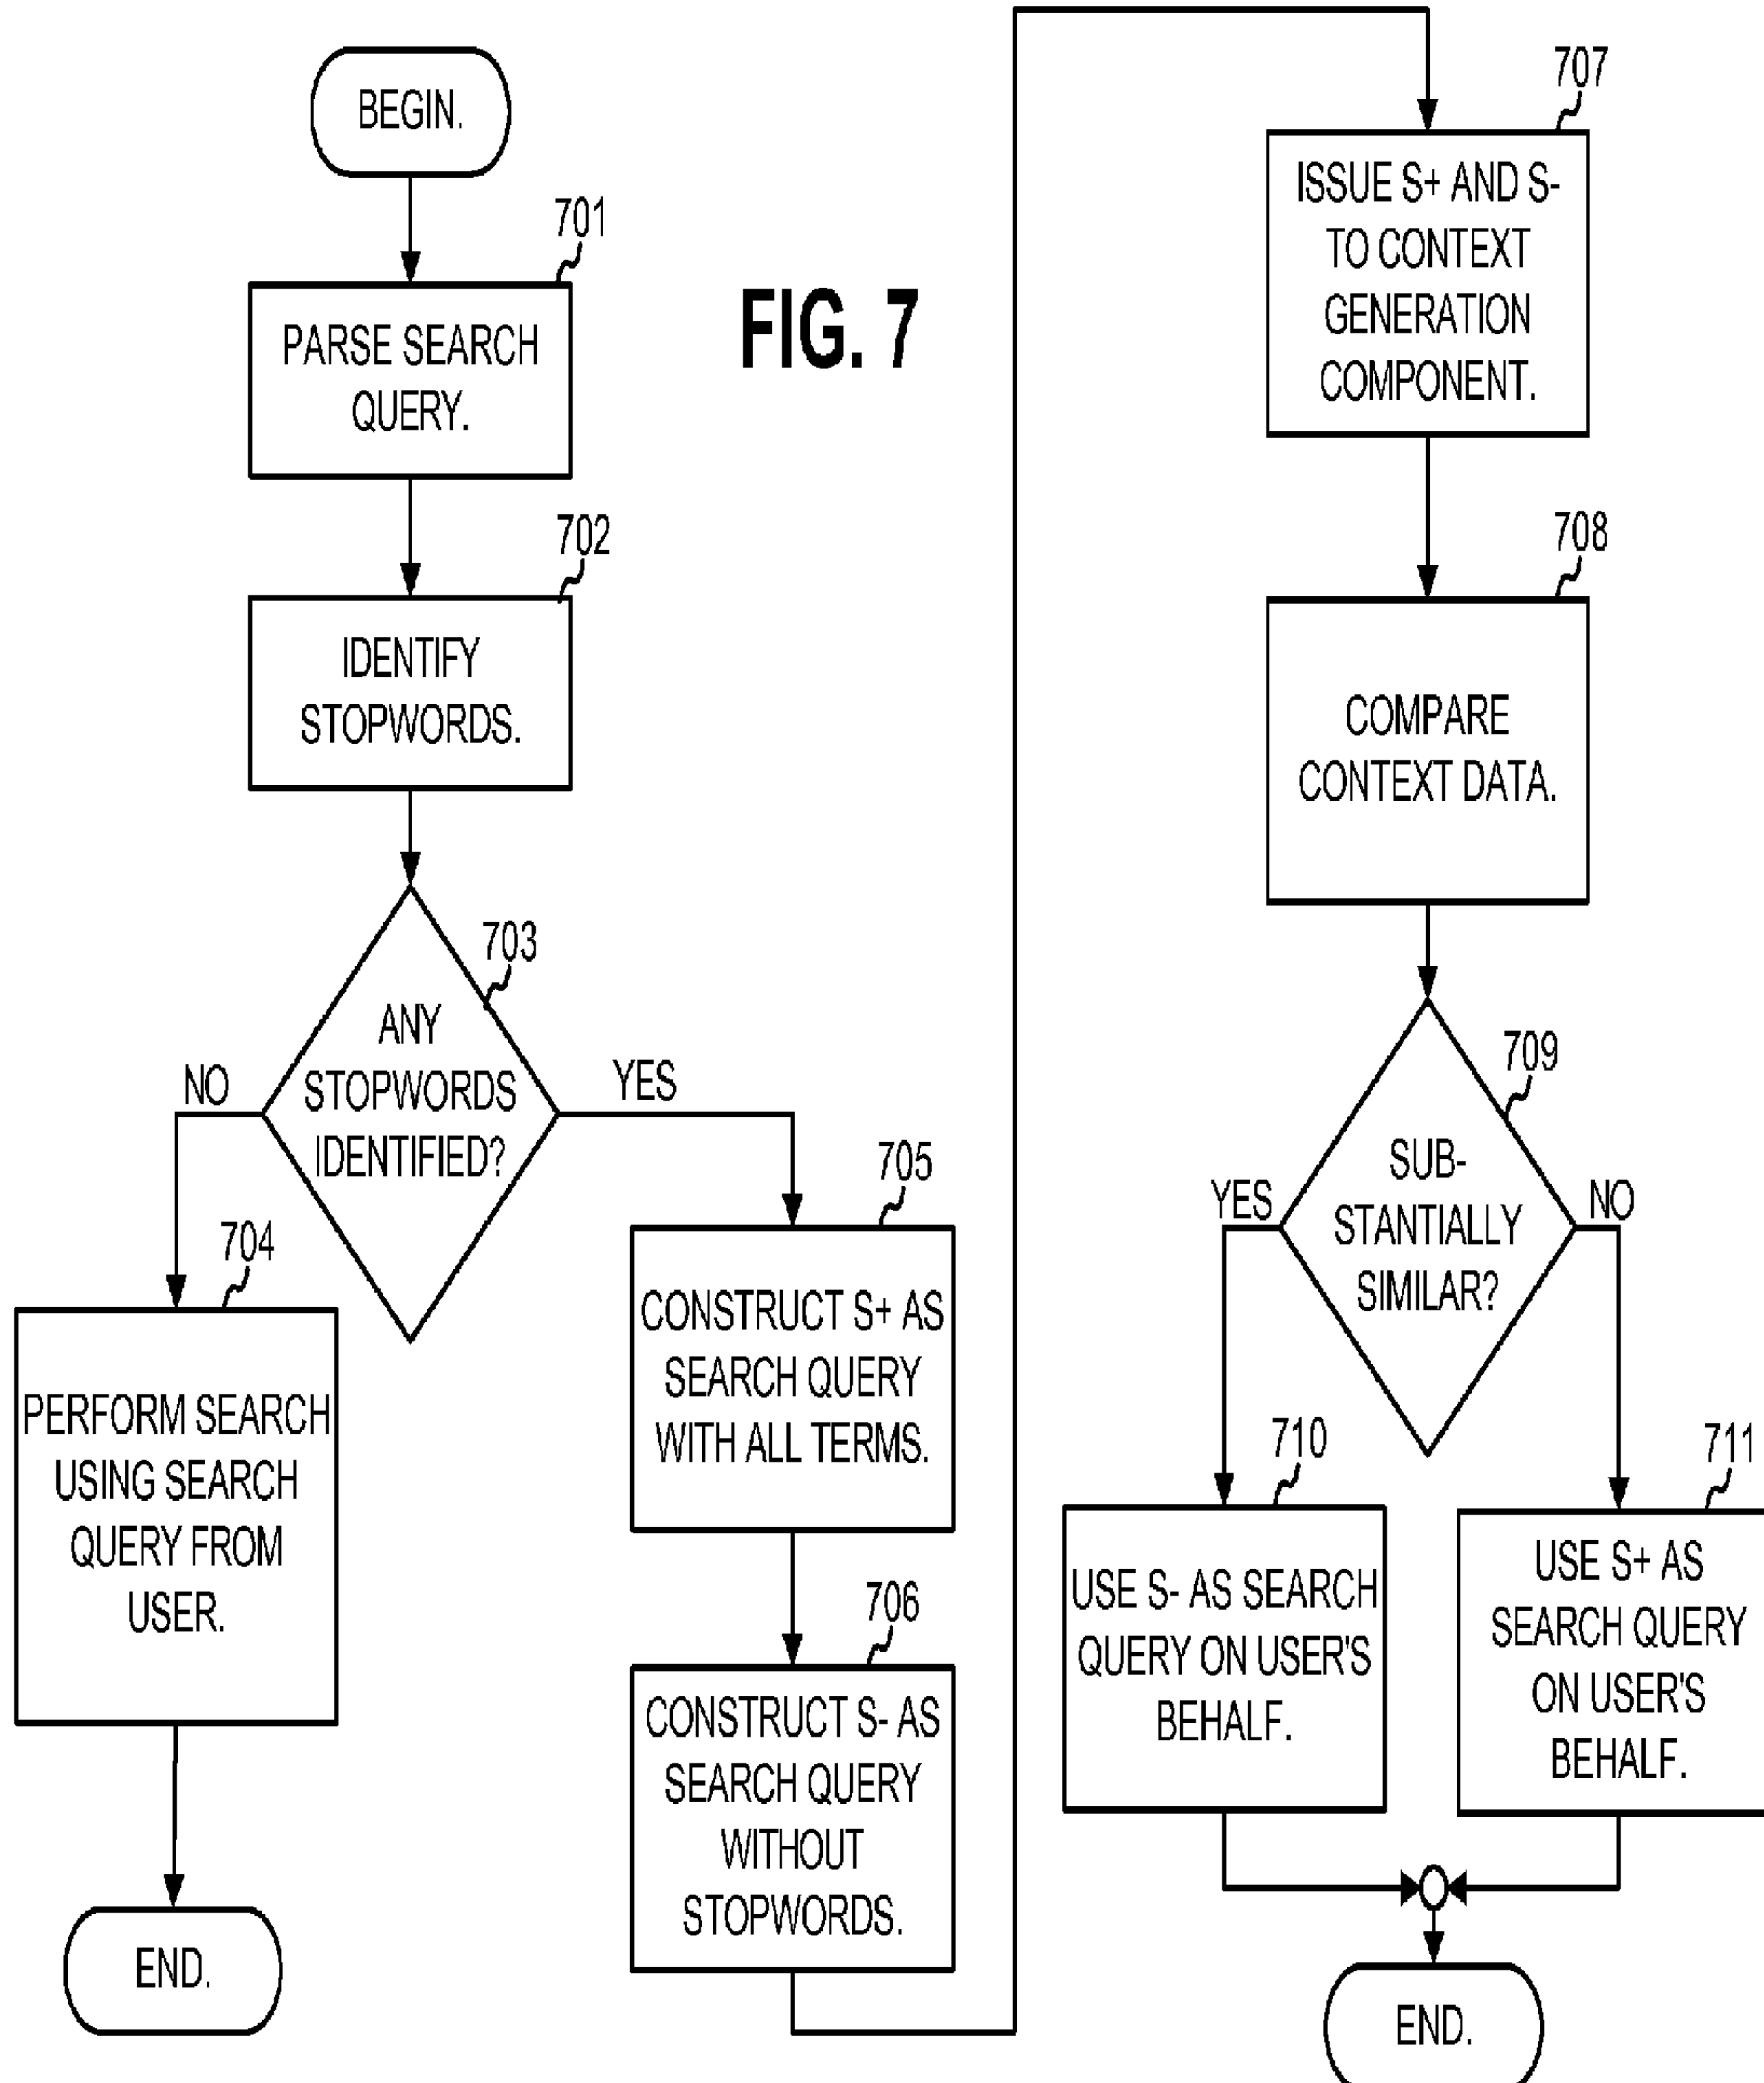 BEGIN.
701
PARSE SEARCH
QUERY.
702
IDENTIFY
STOPWORDS.
703
ANY
STOPWORDS
IDENTIFIED?
NO
YES
704
PERFORM SEARCH
USING SEARCH
QUERY FROM
USER.
END.
705
CONSTRUCT S+ AS
SEARCH QUERY
WITH ALL TERMS.
706
CONSTRUCT S- AS
SEARCH QUERY
WITHOUT
STOPWORDS.
FIG. 7
707
ISSUE S+ AND S-
TO CONTEXT
GENERATION
COMPONENT.
708
COMPARE
CONTEXT DATA.
709
SUB-
STANTIALLY
SIMILAR?
YES
NO
710
USE S- AS SEARCH
QUERY ON USER'S
BEHALF.
711
USE S+ AS
SEARCH QUERY
ON USER'S
BEHALF.
END.